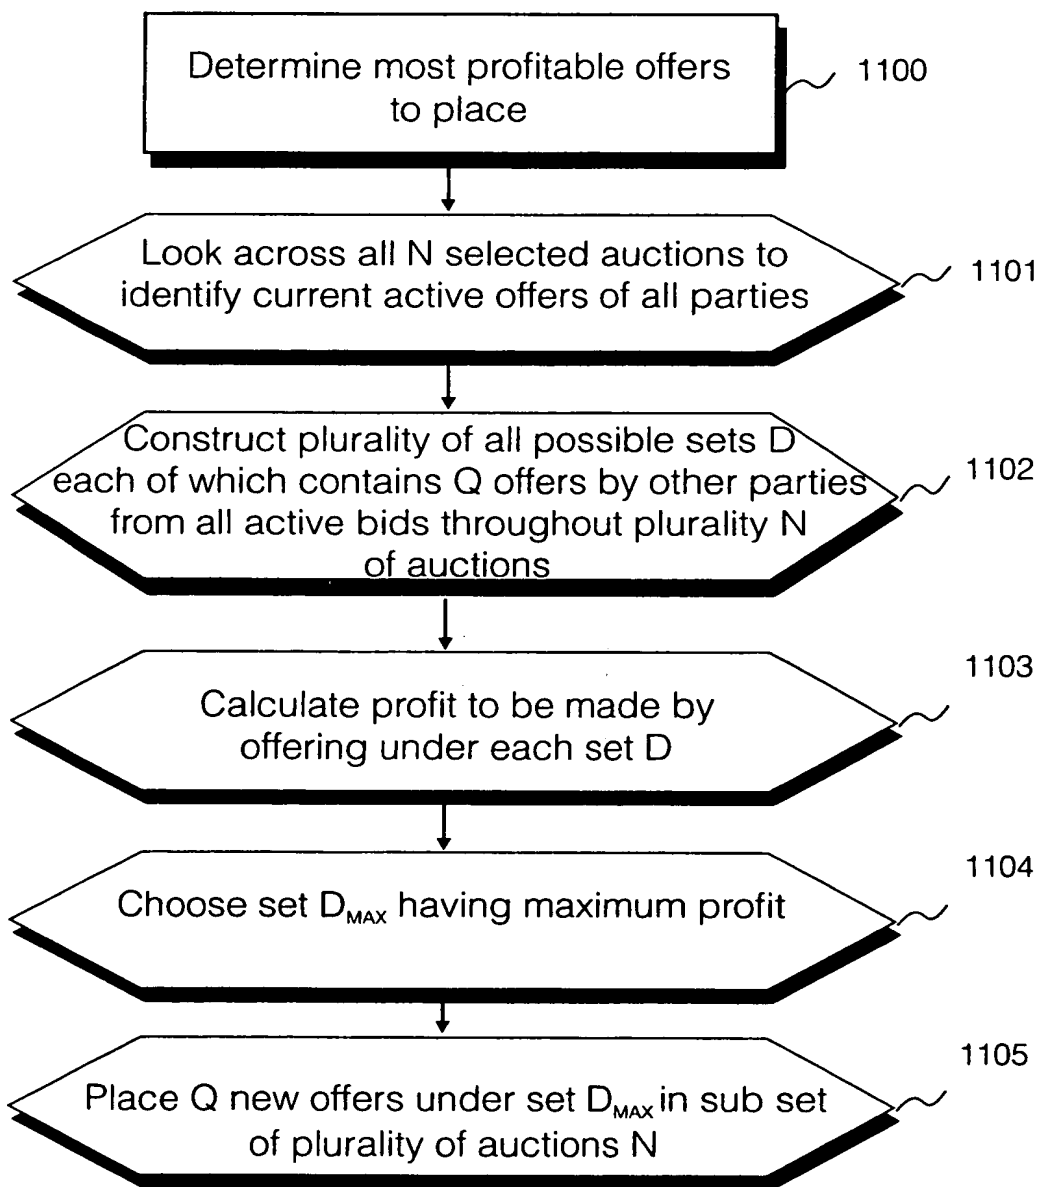 Determine most profitable offers
to place
1100
Look across all N selected auctions to
identify current active offers of all parties
1101
Construct plurality of all possible sets D
each of which contains Q offers by other parties
from all active bids throughout plurality N
of auctions
1102
Calculate profit to be made by
offering under each set D
1103
Choose set DMAX having maximum profit
1104
Place Q new offers under set DMAX in sub set
of plurality of auctions N
1105